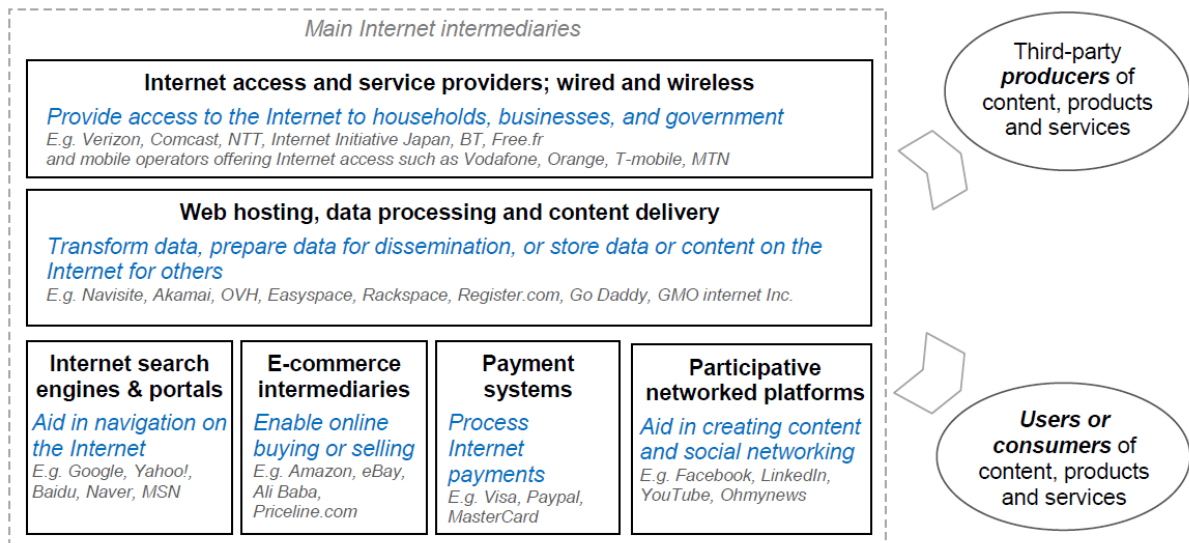 Main Internet intermediaries
Internet access and service providers; wired and wireless
Provide access to the Internet to households, businesses, and government
E.g. Verizon, Comcast, NTT, Internet Initiative Japan, BT, Free.fr
and mobile operators offering Internet access such as Vodafone, Orange, T-mobile, MTN
Web hosting, data processing and content delivery
Transform data, prepare data for dissemination, or store data or content on the
Internet for others
E.g. Navisite, Akamai, OVH, Easyspace, Rackspace, Register.com, Go Daddy, GMO internet Inc.
Internet search
engines & portals
Aid in navigation on
the Internet
E.g. Google, Yahoo!,
Baidu, Naver, MSN
E-commerce
intermediaries
Enable online
buying or selling
E.g. Amazon, eBay,
Ali Baba,
Priceline.com
Payment
systems
Process
Internet
payments
E.g. Visa, Paypal,
MasterCard
Participative
networked platforms
Aid in creating content
and social networking
E.g. Facebook, LinkedIn,
YouTube, Ohmynews
Third-party
producers of
content, products
and services
Users or
consumers of
content, products
and services